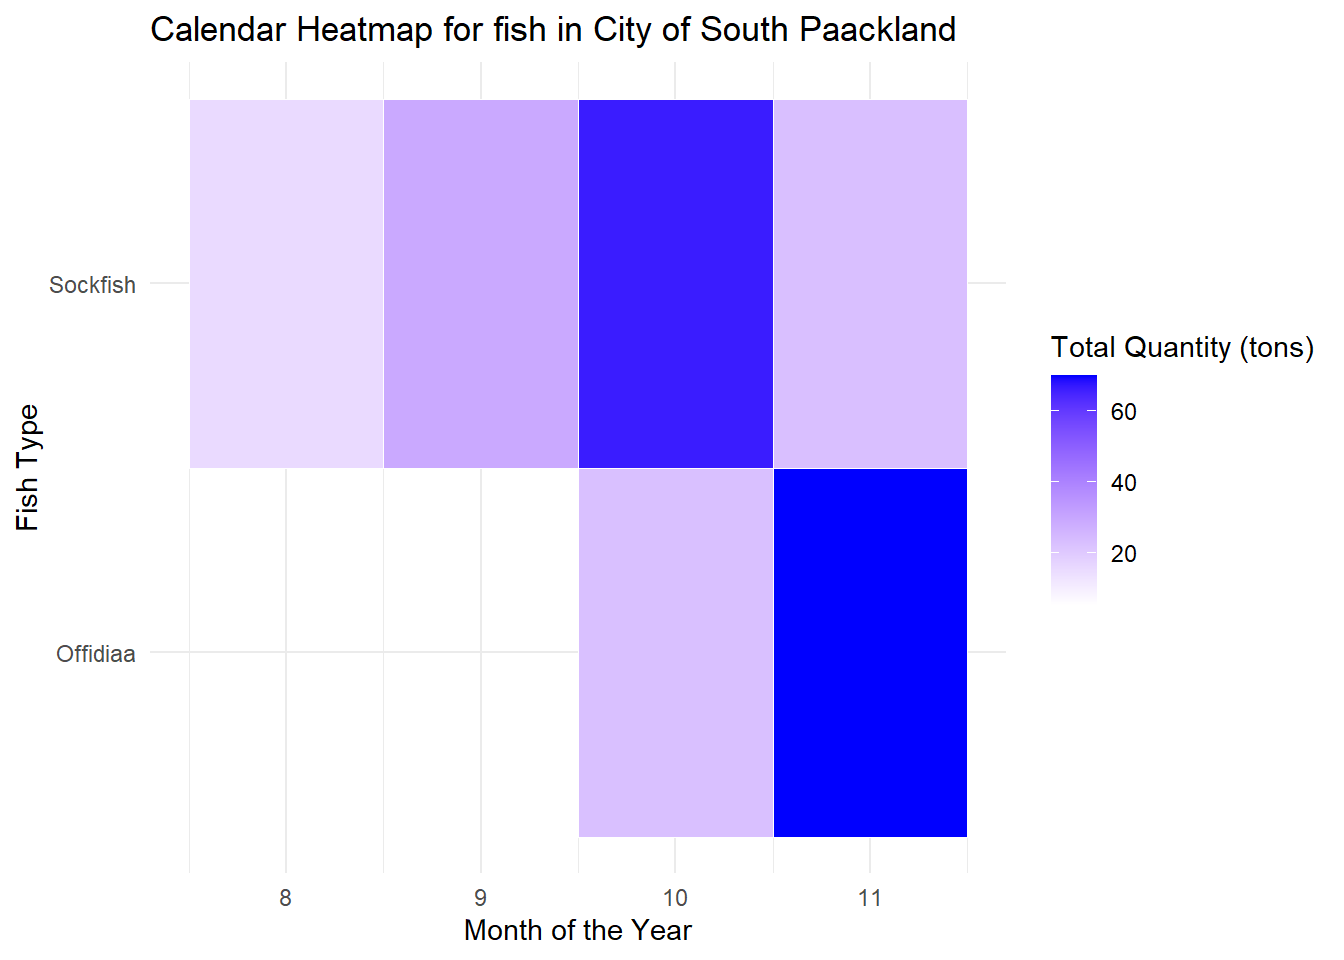 Calendar Heatmap for fish in City of South Paackland
Sockfish
Offidiaa
Fish Type
8 9 10 11
Month of the Year
Total Quantity (tons)
60
40
20